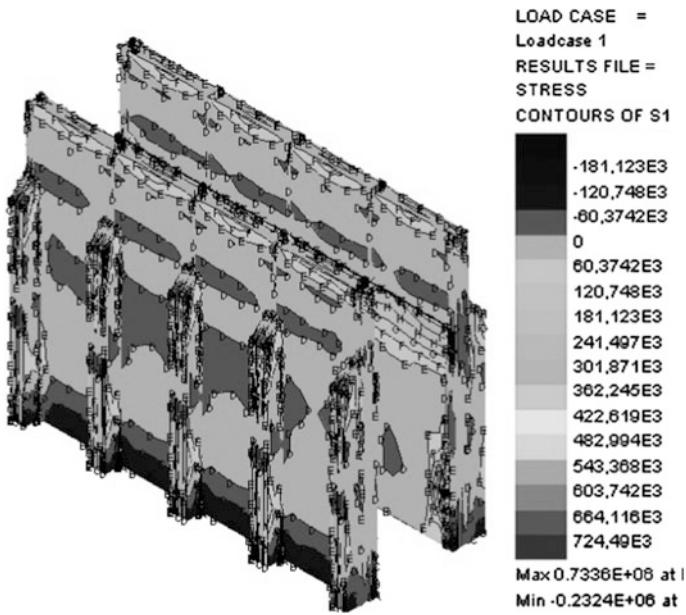 LOAD CASE =
Loadcase 1
RESULTS FILE =
STRESS
CONTOURS OF S1
-181,123E3
-120,748E3
-60,3742E3
0
60,3742E3
120,748E3
181,123E3
241,497E3
301,871E3
362,245E3
422,619E3
482,994E3
543,368E3
603,742E3
664,116E3
724,49E3
Max 0.7336E+06 at
Min -0.2324E+06 at